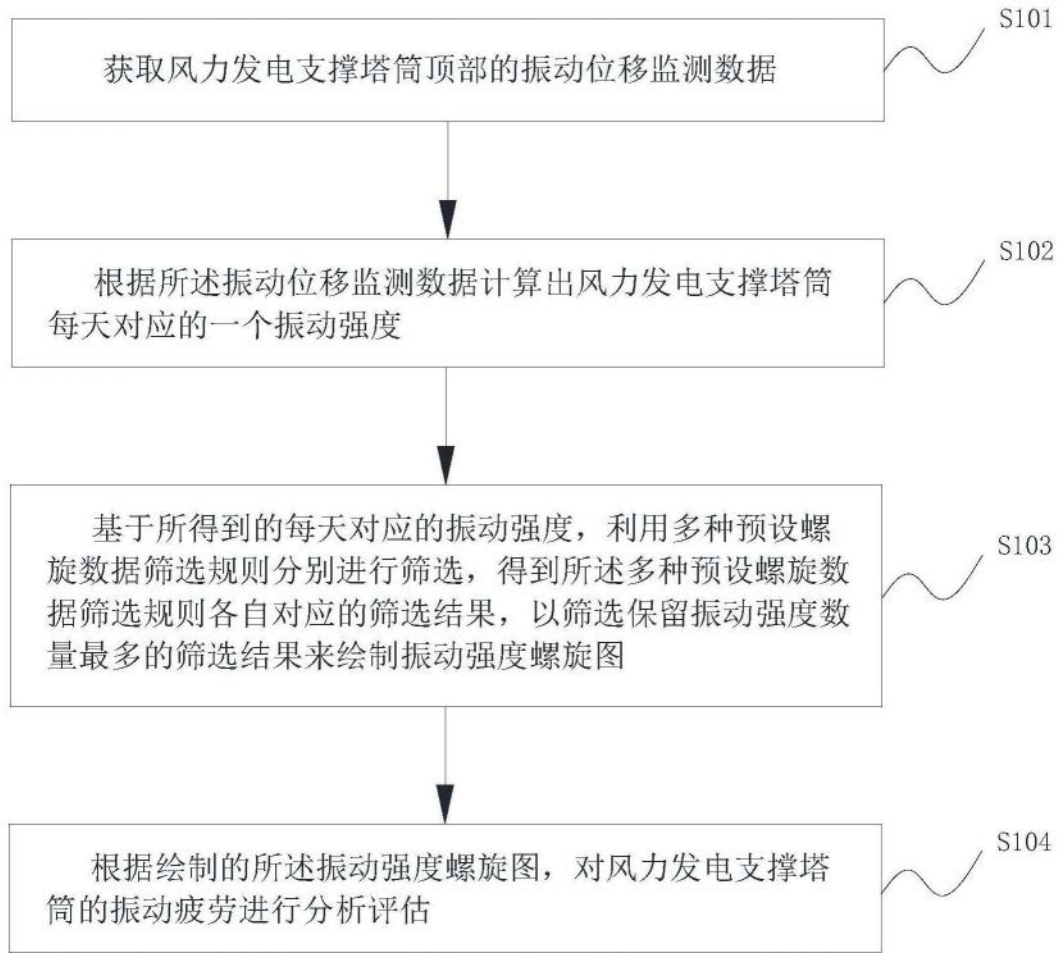 S101
获取风力发电支撑塔筒顶部的振动位移监测数据
S102
根据所述振动位移监测数据计算出风力发电支撑塔筒
每天对应的一个振动强度
S103
基于所得到的每天对应的振动强度，利用多种预设螺
旋数据筛选规则分别进行筛选，得到所述多种预设螺旋数
据筛选规则各自对应的筛选结果，以筛选保留振动强度数
量最多的筛选结果来绘制振动强度螺旋图
S104
根据绘制的所述振动强度螺旋图，对风力发电支撑塔
筒的振动疲劳进行分析评估